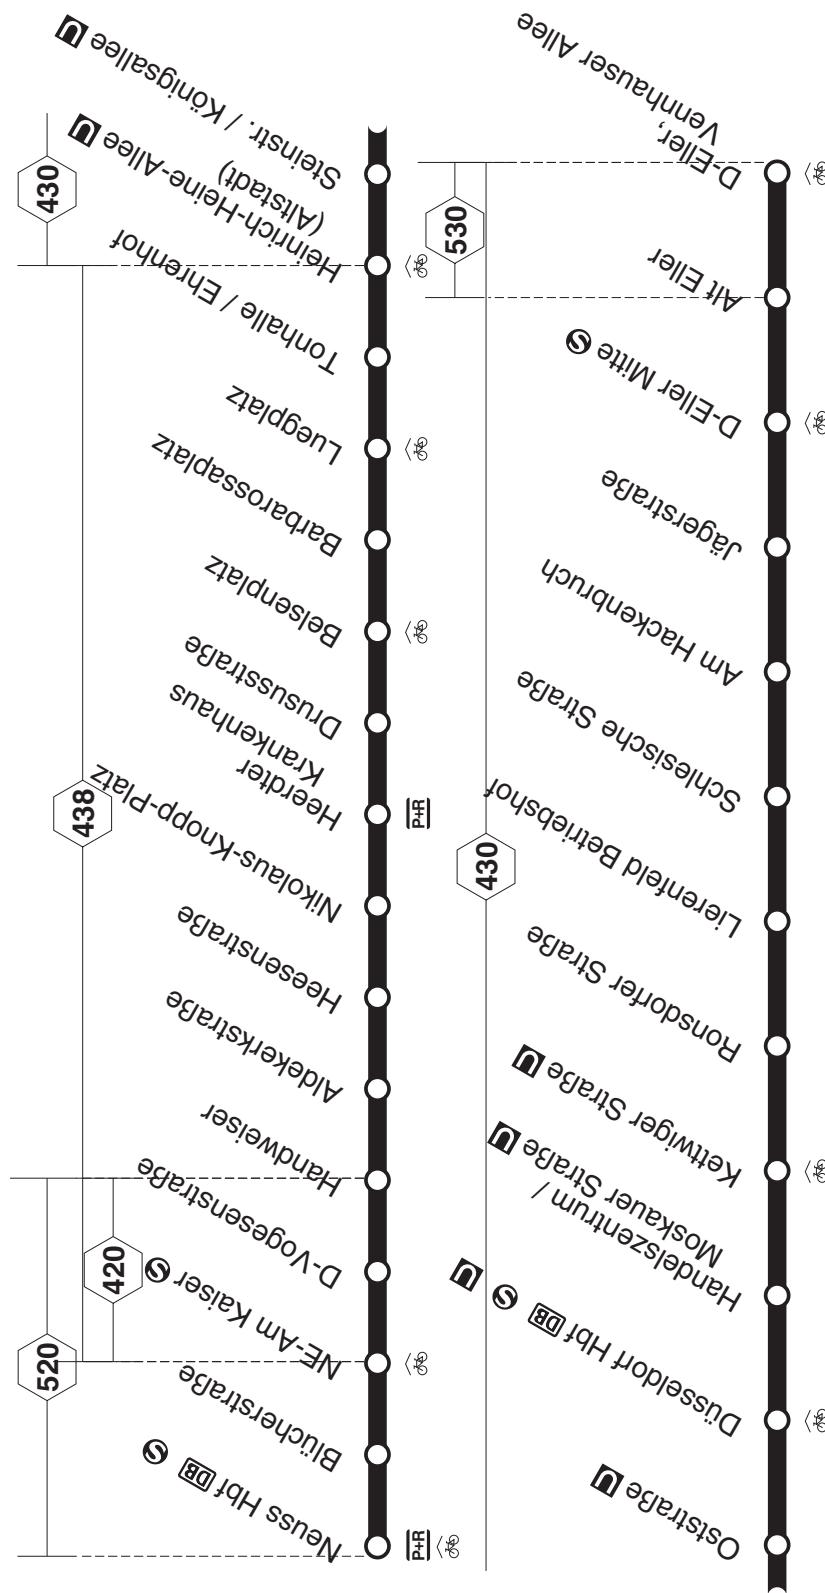 Neuss Hbf DB S
P+R
Blücherstraße
NE-Am Kaiser S
D-Vogesenstraße
Handweiser
Aldekerkstraße
Heesenstraße
Nikolaus-Knopp-Platz
Heerdter
Krankenhaus
P+R
Drususstraße
Belsenplatz
Barbarossaplatz
Luegplatz
Tonhalle / Ehrenhof
Heinrich-Heine-Allee U
(Altstadt)
Steinstr. / Königsallee U
520
420
438
430
Oststraße U
Düsseldorf Hbf DB S U
Handelszentrum /
Moskauer Straße U
Kettwiger Straße U
Ronsdorfer Straße
Lierenfeld Betriebshof
Schlesische Straße
Am Hackenbruch
Jägerstraße
D-Eller Mitte S
Alt Eller
D-Eller,
Vennhauser Allee
430
530